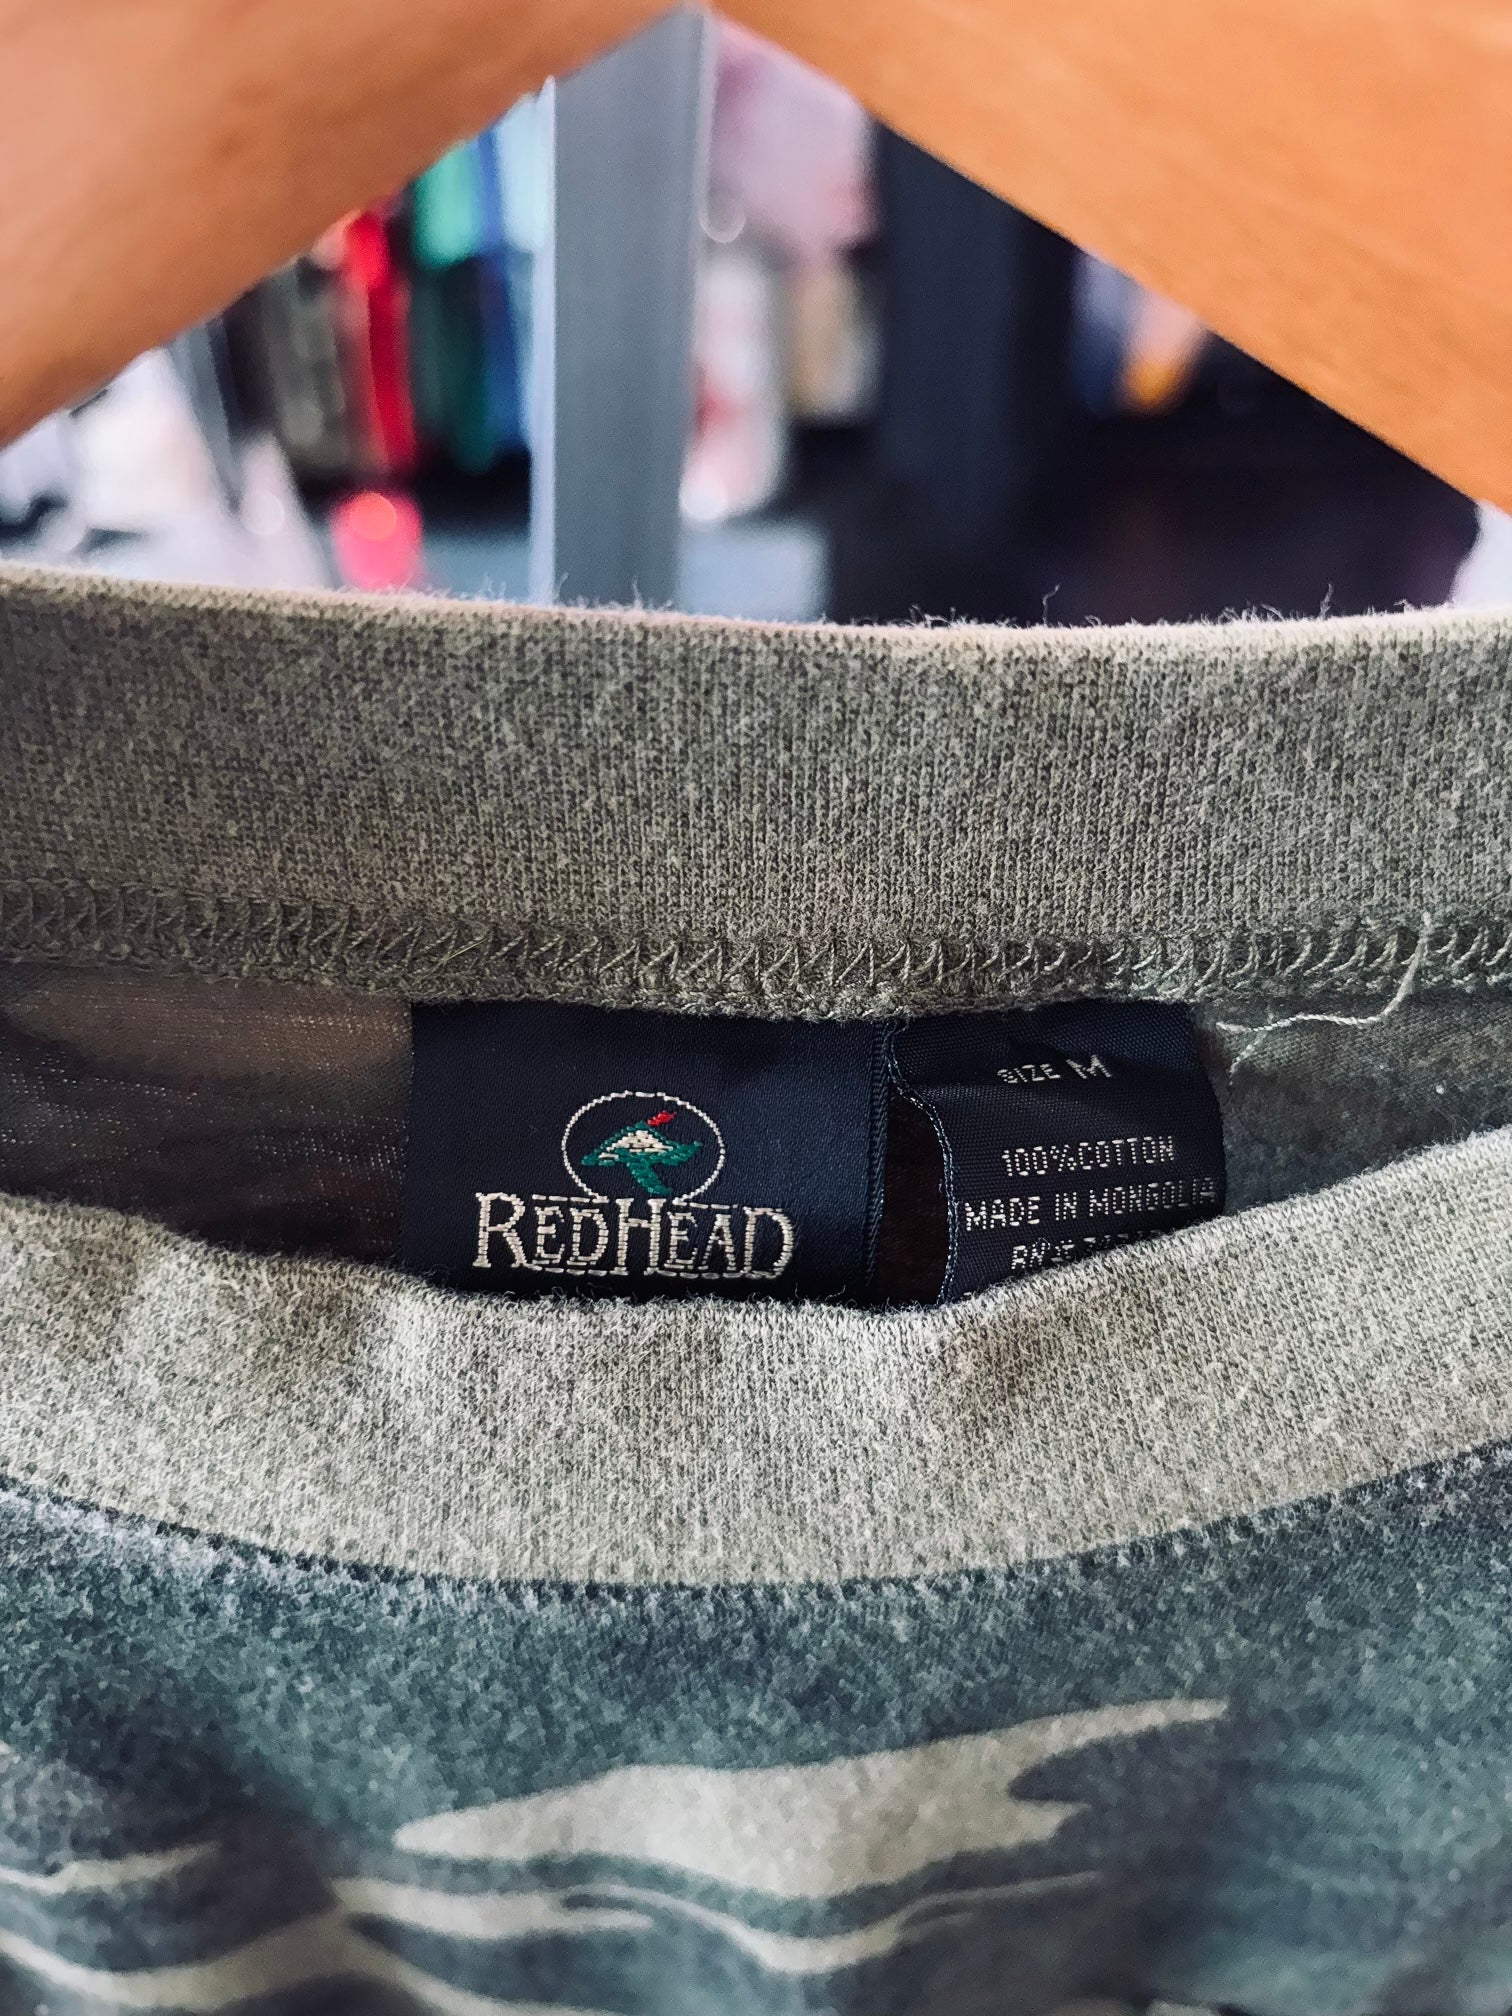 REDHEAD
SIZE M
100%COTTON
MADE IN MONGOLIA